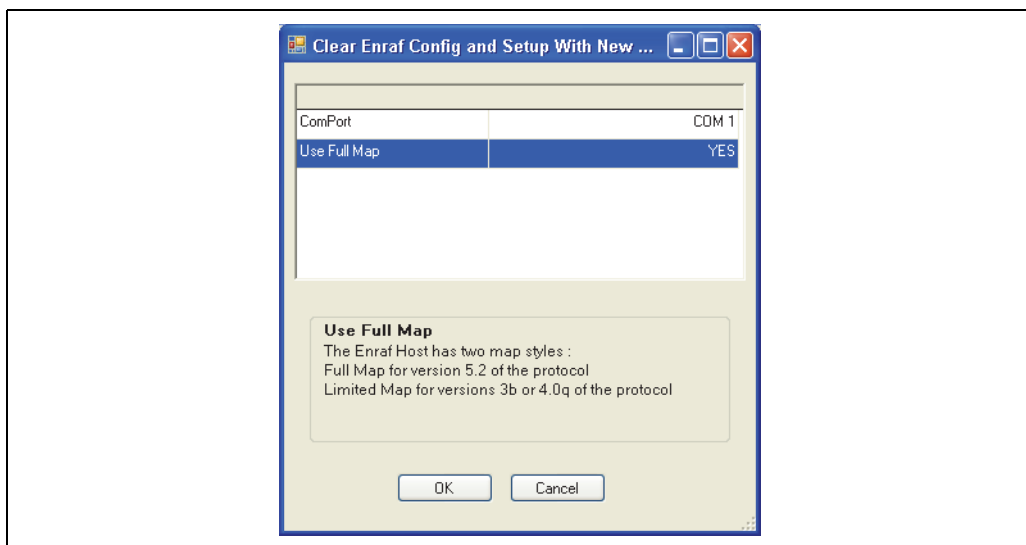 Clear Enraf Config and Setup With New ...
ComPort COM 1
Use Full Map YES
Use Full Map
The Enraf Host has two map styles :
Full Map for version 5.2 of the protocol
Limited Map for versions 3b or 4.0q of the protocol
OK Cancel